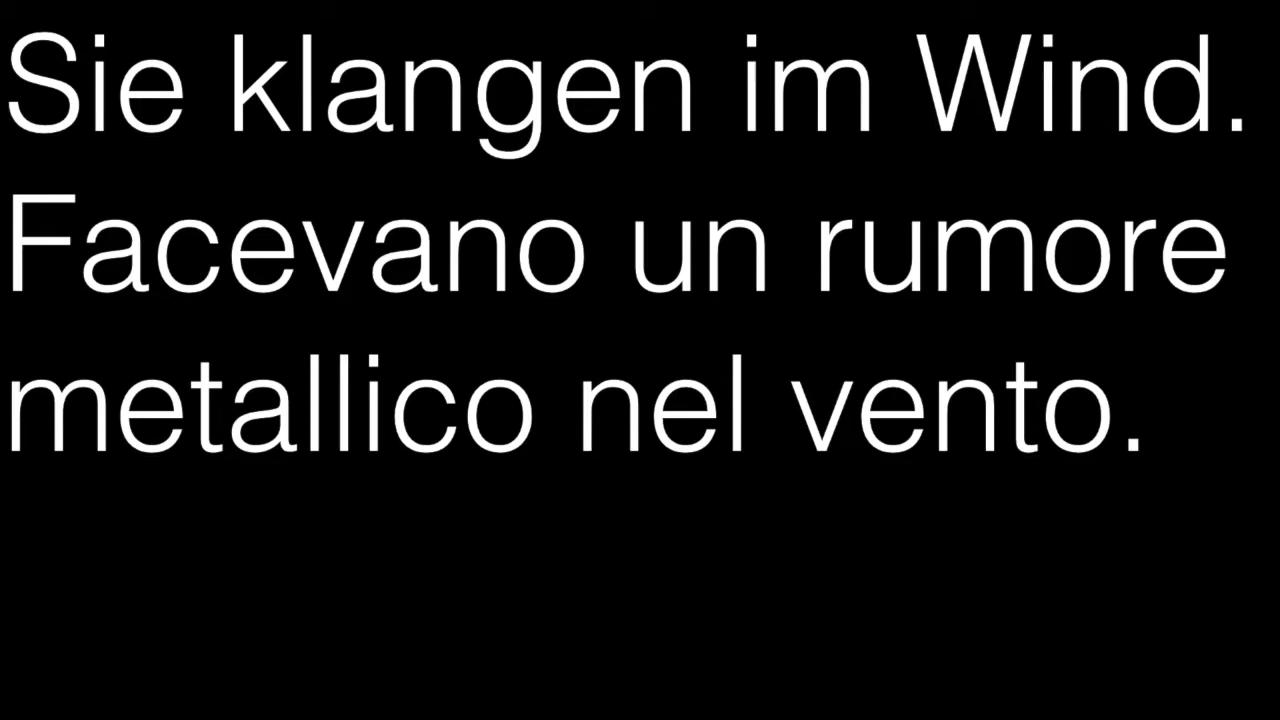 Sie klangen im Wind.
Facevano un rumore
metallico nel vento.